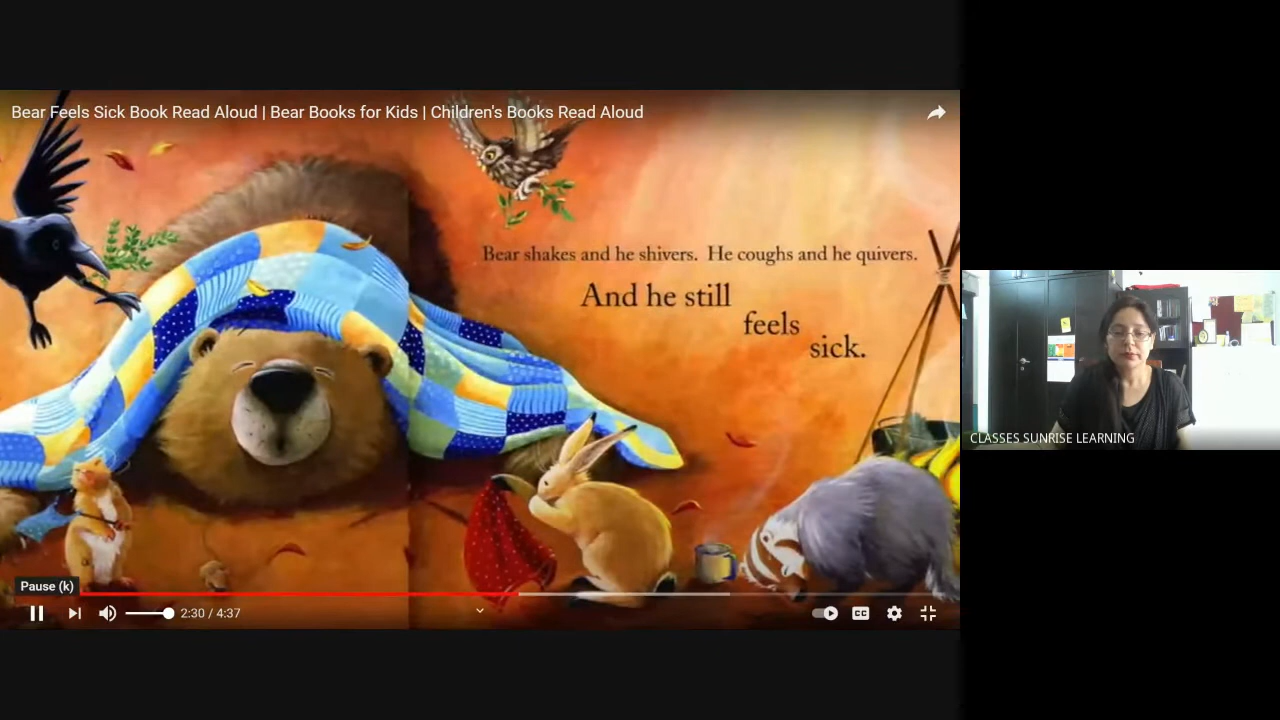 Bear Feels Sick Book Read Aloud | Bear Books for Kids | Children's Books Read Aloud
Bear shakes and he shivers. He coughs and he quivers.
And he still
feels
sick.
CLASSES SUNRISE LEARNING
Pause (k)
2:30 / 4:37
CC